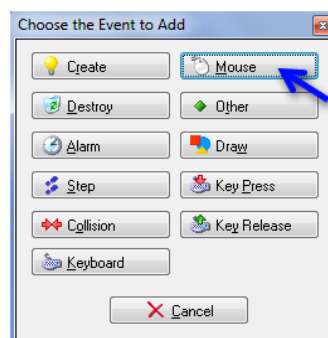 Choose the Event to Add
Create
Mouse
Destroy
Other
Alarm
Draw
Step
Key Press
Collision
Key Release
Keyboard
Cancel